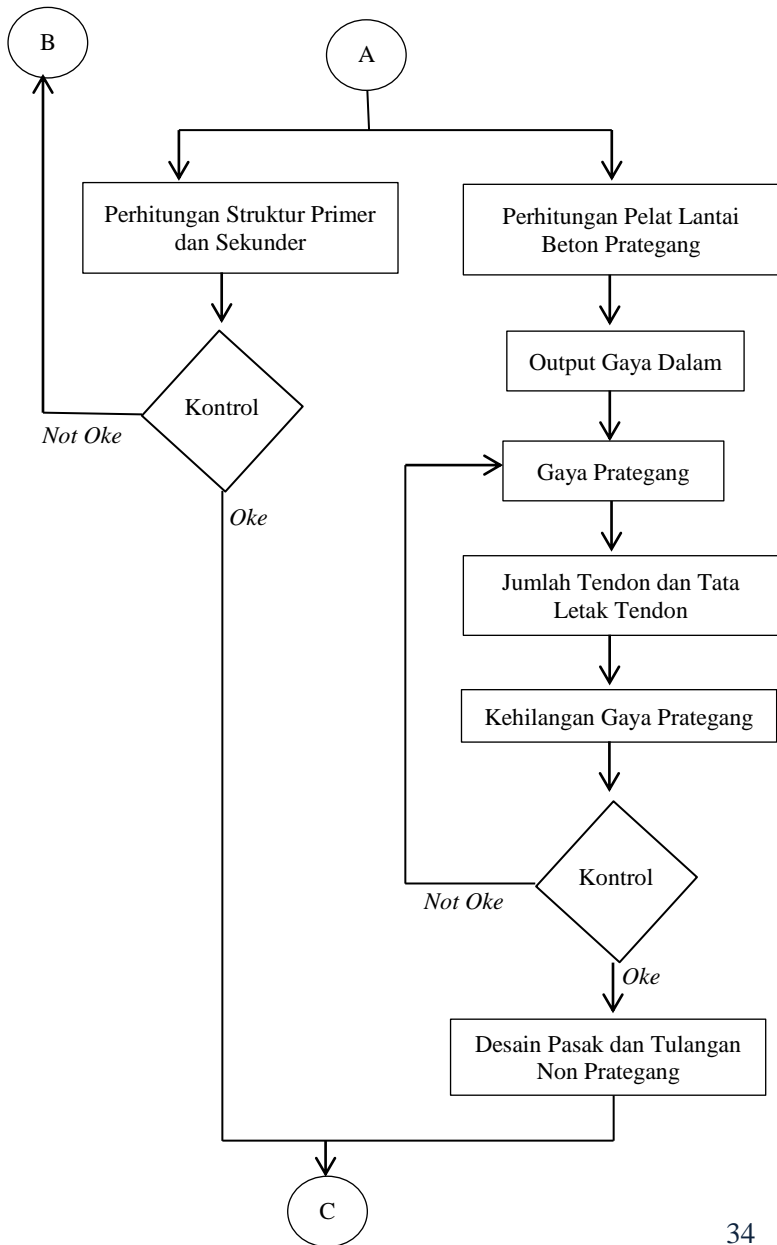 B
A
Perhitungan Struktur Primer
dan Sekunder
Perhitungan Pelat Lantai
Beton Prategang
Output Gaya Dalam
Kontrol
Not Oke
Gaya Prategang
Oke
Jumlah Tendon dan Tata
Letak Tendon
Kehilangan Gaya Prategang
Kontrol
Not Oke
Oke
Desain Pasak dan Tulangan
Non Prategang
C
34